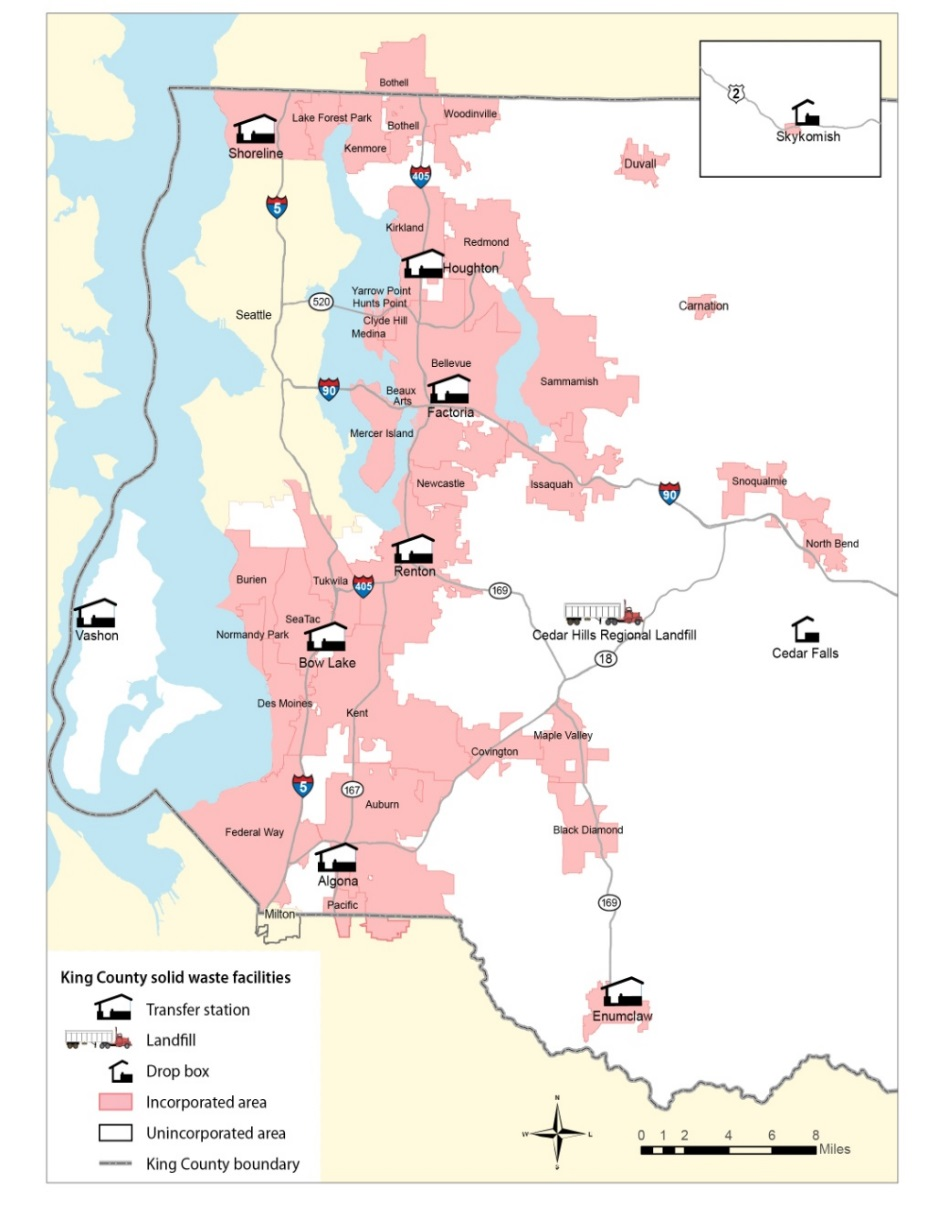 Bothell
Woodinville
Lake Forest Park
Bothell
Shoreline
Kenmore
405
5
2
Skykomish
Duvall
Kirkland
Redmond
Houghton
Yarrow Point
Hunts Point
520
Seattle
Clyde Hill
Medina
Carnation
Bellevue
90
Beaux
Arts
Factoria
Sammamish
Mercer Island
Newcastle
Issaquah
90
Snoqualmie
North Bend
Renton
Burien
Tukwila
405
169
Vashon
SeaTac
Normandy Park
Bow Lake
Cedar Hills Regional Landfill
18
Cedar Falls
Des Moines
Kent
Maple Valley
Covington
5
167
Auburn
Federal Way
Black Diamond
Algona
Pacific
Milton
169
Enumclaw
King County solid waste facilities
Transfer station
Landfill
Drop box
Incorporated area
Unincorporated area
King County boundary
N
W
L
S
0 1 2 4 6 8
Miles